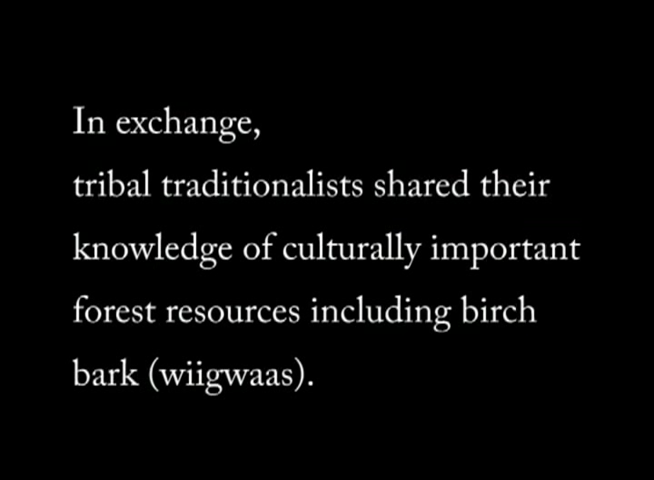 In exchange,
tribal traditionalists shared their
knowledge of culturally important
forest resources including birch
bark (wiigwaas).